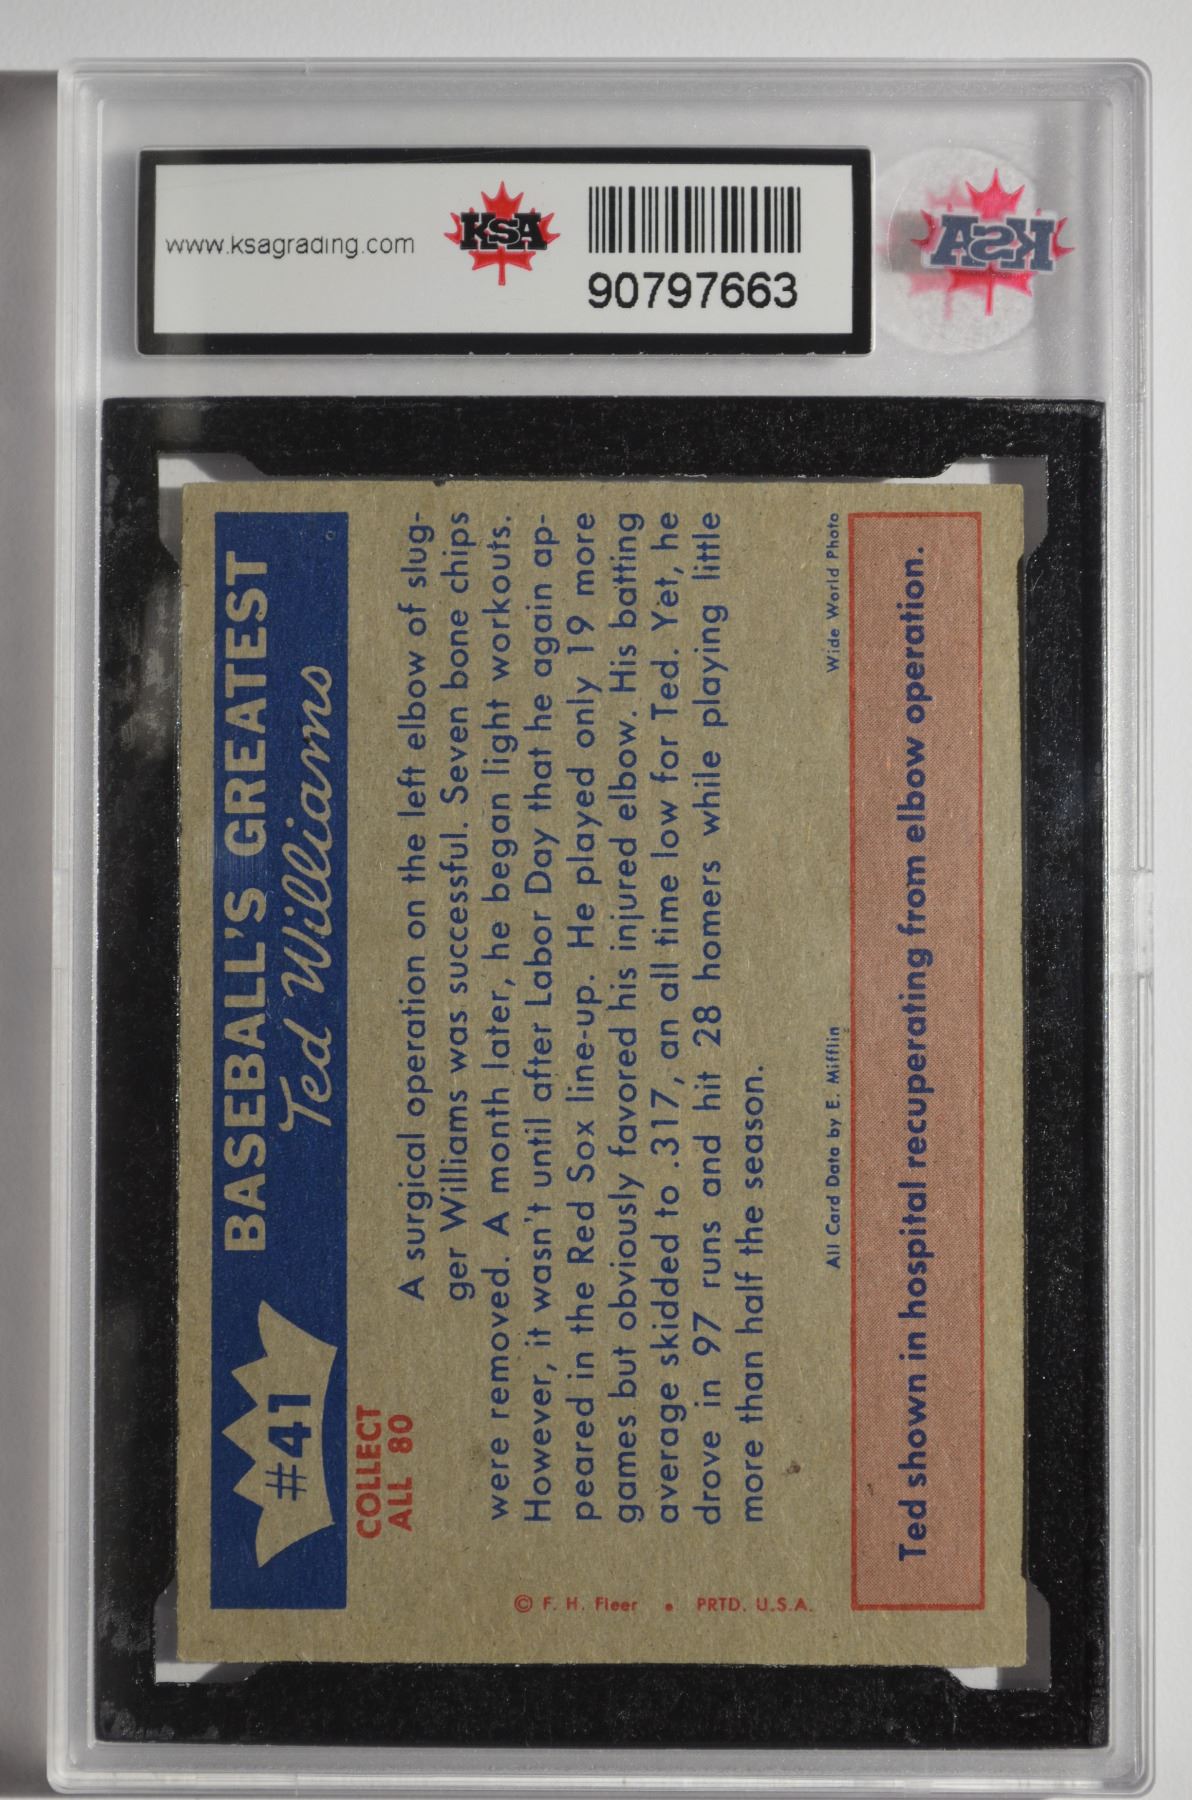 www.ksagrading.com
KSA
90797663
KSA
#41
BASEBALL'S GREATEST
Ted Williams
COLLECT
ALL 80
A surgical operation on the left elbow of slug-
ger Williams was successful. Seven bone chips
were removed. A month later, he began light workouts.
However, it wasn't until after Labor Day that he again ap-
peared in the Red Sox line-up. He played only 19 more
games but obviously favored his injured elbow. His batting
average skidded to .317, an all time low for Ted. Yet, he
drove in 97 runs and hit 28 homers while playing little
more than half the season.
© F. H. Fleer • PRTD. U.S.A.
All Card Data by E. Mifflin
Wide World Photo
Ted shown in hospital recuperating from elbow operation.